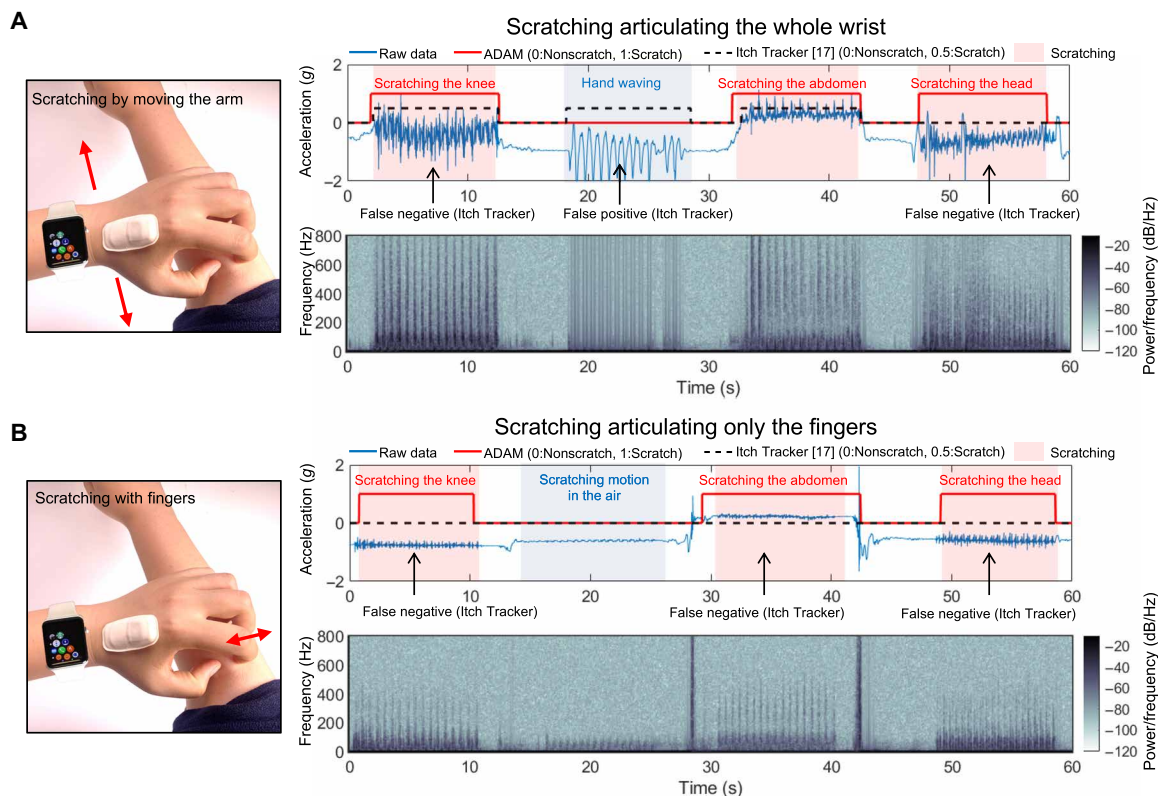 A
Scratching articulating the whole wrist
Scratching by moving the arm
Raw data ADAM (0:Nonscratch, 1:Scratch) Itch Tracker [17] (0:Nonscratch, 0.5:Scratch) Scratching
Acceleration (g)
2
0
−2
Scratching the knee
Hand waving
Scratching the abdomen
Scratching the head
0 10 20 30 40 50 60
False negative (Itch Tracker)
False positive (Itch Tracker)
False negative (Itch Tracker)
Frequency (Hz)
800
600
400
200
0
0 10 20 30 40 50 60
Time (s)
−20
−40
−60
−80
−100
−120
Power/frequency (dB/Hz)
B
Scratching articulating only the fingers
Scratching with fingers
Raw data ADAM (0:Nonscratch, 1:Scratch) Itch Tracker [17] (0:Nonscratch, 0.5:Scratch) Scratching
Acceleration (g)
2
0
−2
Scratching the knee
Scratching motion
in the air
Scratching the abdomen
Scratching the head
0 10 20 30 40 50 60
False negative (Itch Tracker)
False negative (Itch Tracker)
False negative (Itch Tracker)
Frequency (Hz)
800
600
400
200
0
0 10 20 30 40 50 60
Time (s)
−20
−40
−60
−80
−100
−120
Power/frequency (dB/Hz)